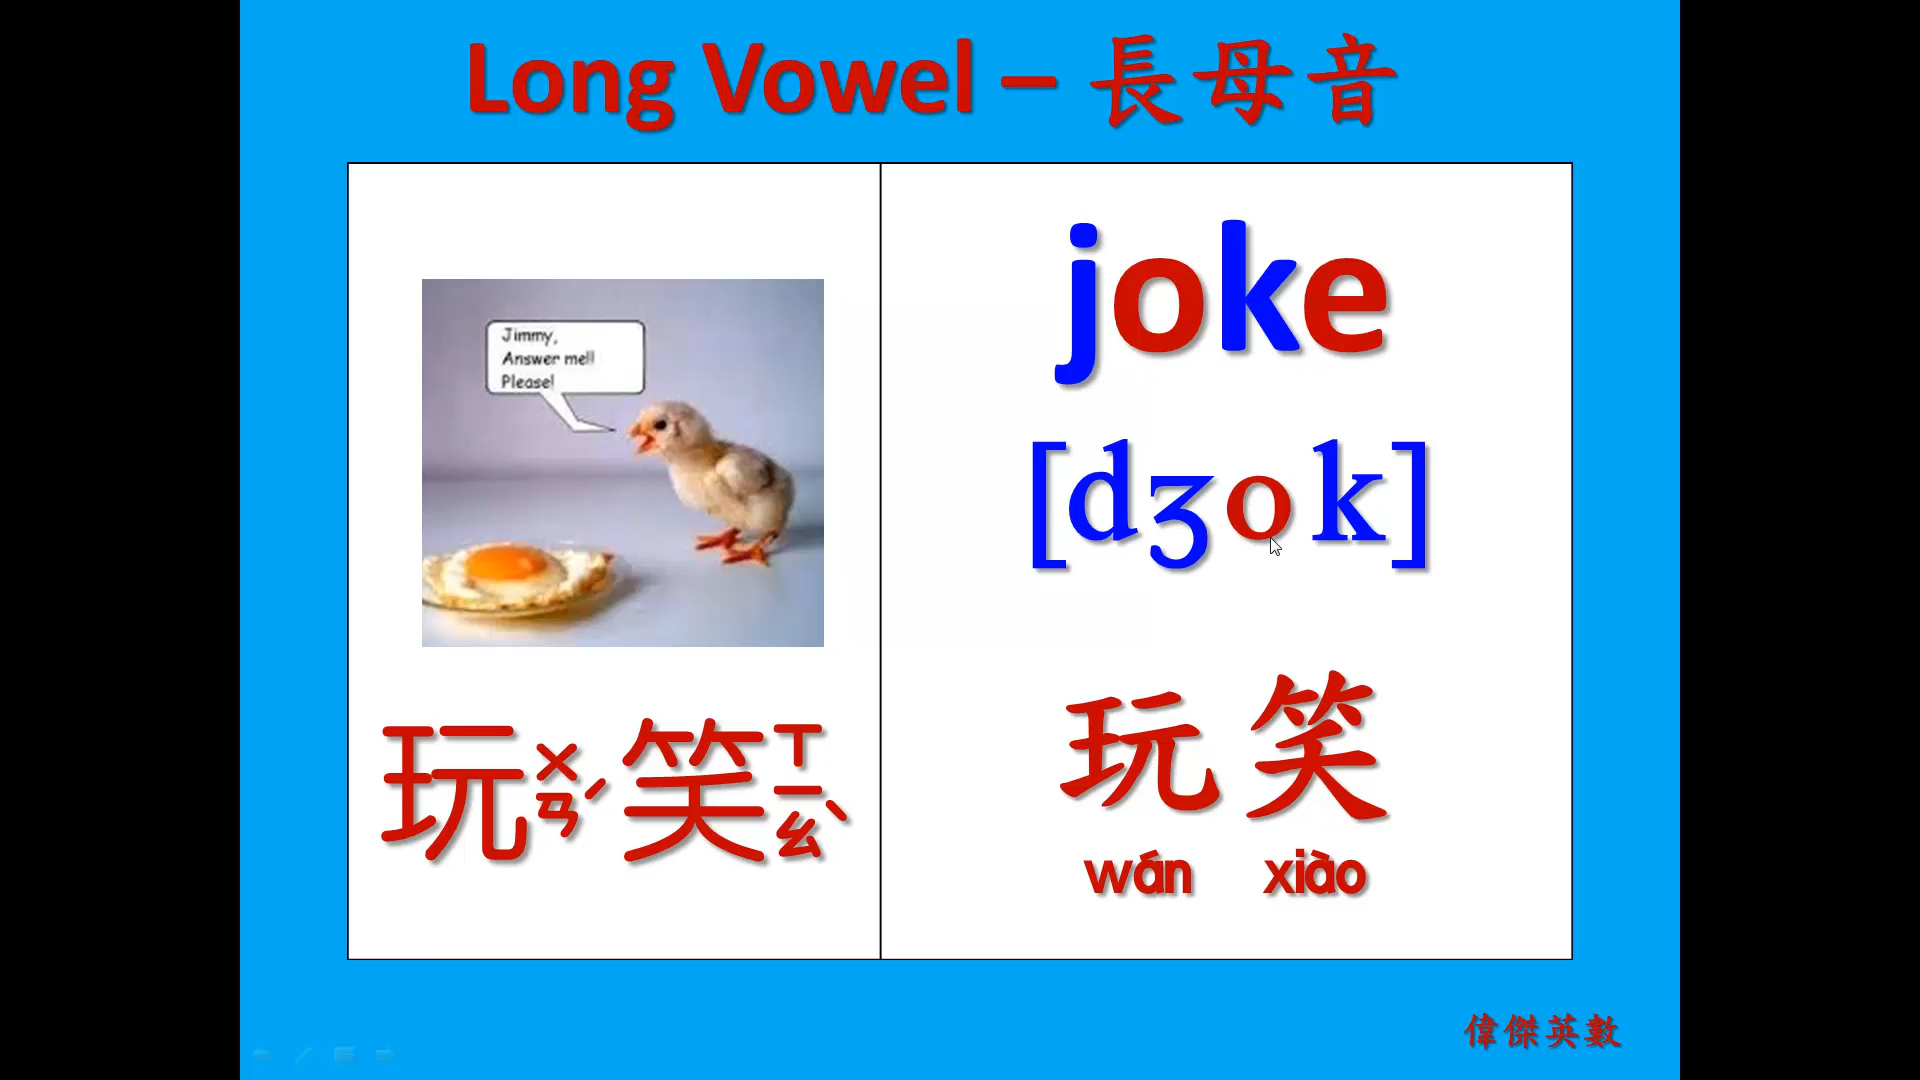 Long Vowel – 長母音
Jimmy,
Answer me!!
Please!
玩ㄨㄢˊ笑ㄒㄧㄠˋ
joke
[dʒok]
玩笑
wán xiào
偉傑英數